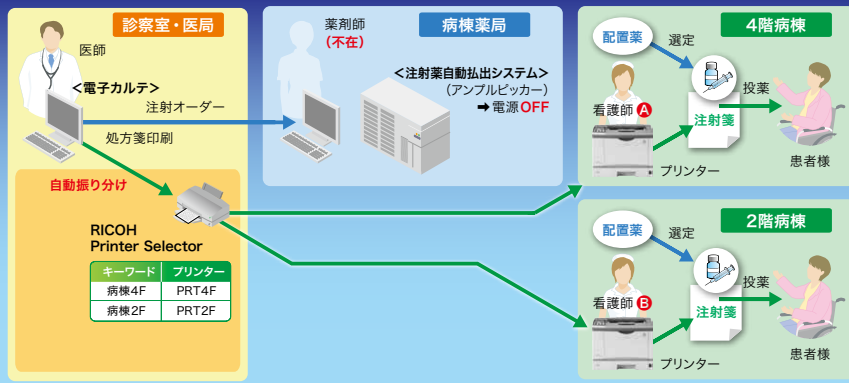 診察室・医局
医師
<電子カルテ>
注射オーダー
処方箋印刷
自動振り分け
RICOH
Printer Selector
キーワード プリンター
病棟4F PRT4F
病棟2F PRT2F
病棟薬局
薬剤師
(不在)
<注射薬自動払出システム>
(アンプルピッカー)
➡電源OFF
4階病棟
配置薬
選定
投薬
看護師A
注射箋
プリンター
患者様
2階病棟
配置薬
選定
投薬
看護師B
注射箋
プリンター
患者様